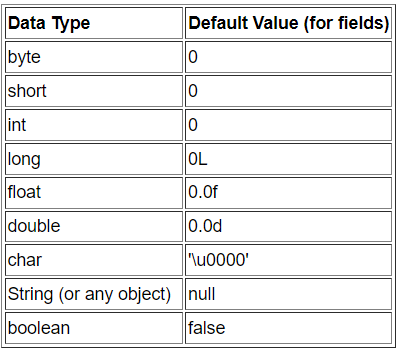 Data Type Default Value (for fields)
byte 0
short 0
int 0
long 0L
float 0.0f
double 0.0d
char '\u0000'
String (or any object) null
boolean false